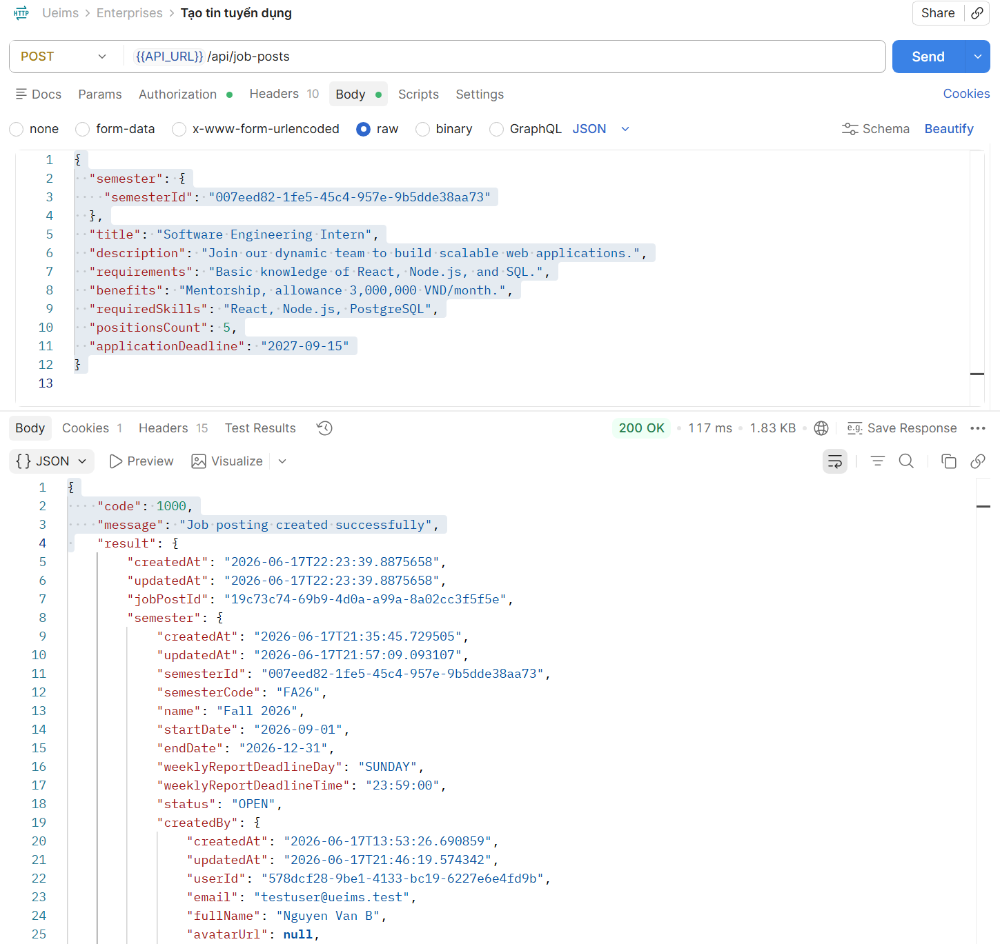 HTTP Ueims > Enterprises > Tạo tin tuyển dụng Share
POST {{API_URL}} /api/job-posts Send
Docs Params Authorization Headers 10 Body Scripts Settings Cookies
none form-data x-www-form-urlencoded raw binary GraphQL JSON Schema Beautify
1 {
2 "semester": {
3 "semesterId": "007eed82-1fe5-45c4-957e-9b5dde38aa73"
4 },
5 "title": "Software Engineering Intern",
6 "description": "Join our dynamic team to build scalable web applications.",
7 "requirements": "Basic knowledge of React, Node.js, and SQL.",
8 "benefits": "Mentorship, allowance 3,000,000 VND/month.",
9 "requiredSkills": "React, Node.js, PostgreSQL",
10 "positionsCount": 5,
11 "applicationDeadline": "2027-09-15"
12 }
13
Body Cookies 1 Headers 15 Test Results 200 OK • 117 ms • 1.83 KB • e.g. Save Response
{} JSON Preview Visualize
1 {
2 "code": 1000,
3 "message": "Job posting created successfully",
4 "result": {
5 "createdAt": "2026-06-17T22:23:39.8875658",
6 "updatedAt": "2026-06-17T22:23:39.8875658",
7 "jobPostId": "19c73c74-69b9-4d0a-a99a-8a02cc3f5f5e",
8 "semester": {
9 "createdAt": "2026-06-17T21:35:45.729505",
10 "updatedAt": "2026-06-17T21:57:09.093107",
11 "semesterId": "007eed82-1fe5-45c4-957e-9b5dde38aa73",
12 "semesterCode": "FA26",
13 "name": "Fall 2026",
14 "startDate": "2026-09-01",
15 "endDate": "2026-12-31",
16 "weeklyReportDeadlineDay": "SUNDAY",
17 "weeklyReportDeadlineTime": "23:59:00",
18 "status": "OPEN",
19 "createdBy": {
20 "createdAt": "2026-06-17T13:53:26.690859",
21 "updatedAt": "2026-06-17T21:46:19.574342",
22 "userId": "578dcf28-9be1-4133-bc19-6227e6e4fd9b",
23 "email": "testuser@ueims.test",
24 "fullName": "Nguyen Van B",
25 "avatarUrl": null,